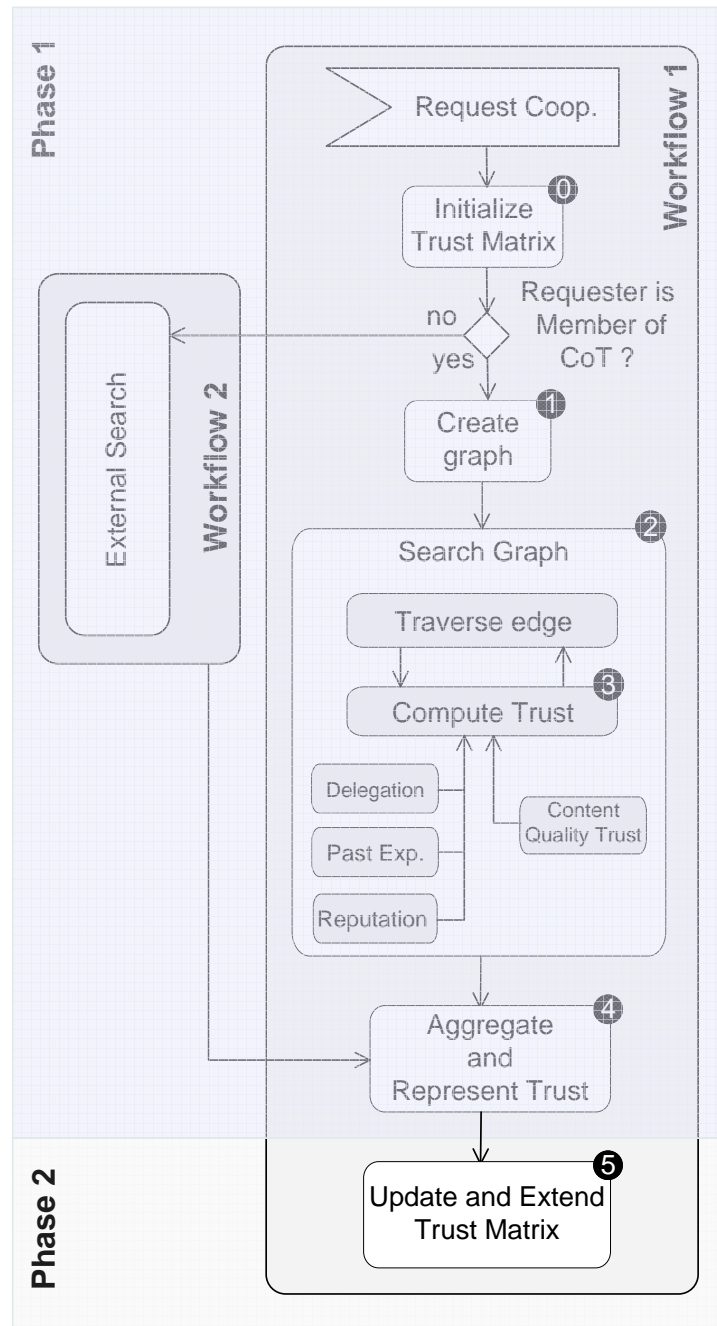 Phase 1
Workflow 1
Request Coop.
0
Initialize
Trust Matrix
Requester is
Member of
CoT ?
no
yes
Workflow 2
External Search
1
Create
graph
2
Search Graph
Traverse edge
3
Compute Trust
Delegation
Past Exp.
Reputation
Content
Quality Trust
4
Aggregate
and
Represent Trust
Phase 2
5
Update and Extend
Trust Matrix